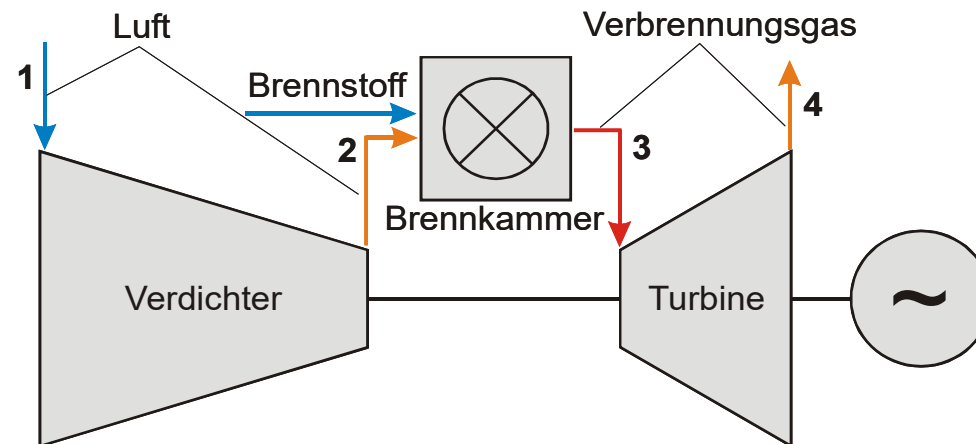 Luft
Verbrennungsgas
1
Brennstoff
4
2
3
Brennkammer
Verdichter
Turbine
~